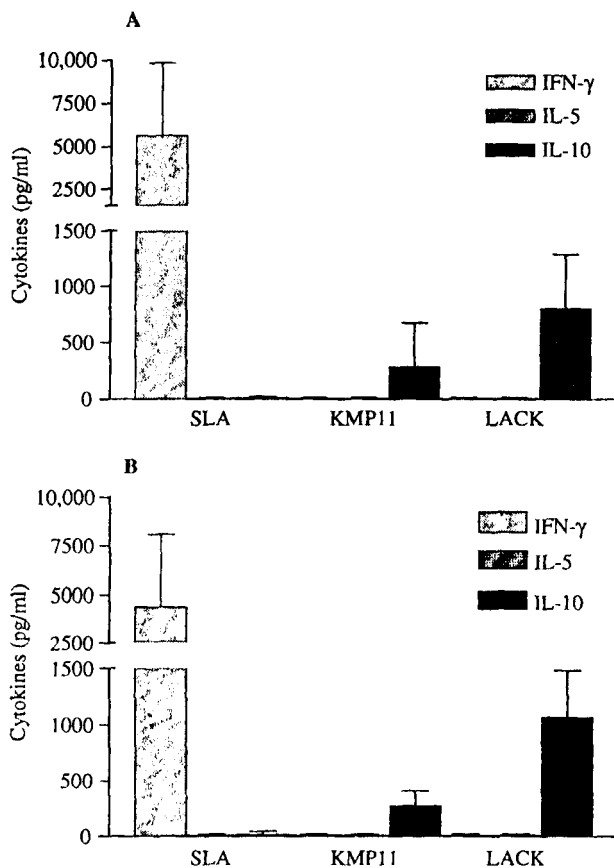 A
Cytokines (pg/ml)
10,000
7500
5000
2500
1500
1000
500
0
IFN-γ
IL-5
IL-10
SLA KMP11 LACK
B
Cytokines (pg/ml)
10,000
7500
5000
2500
1500
1000
500
0
IFN-γ
IL-5
IL-10
SLA KMP11 LACK